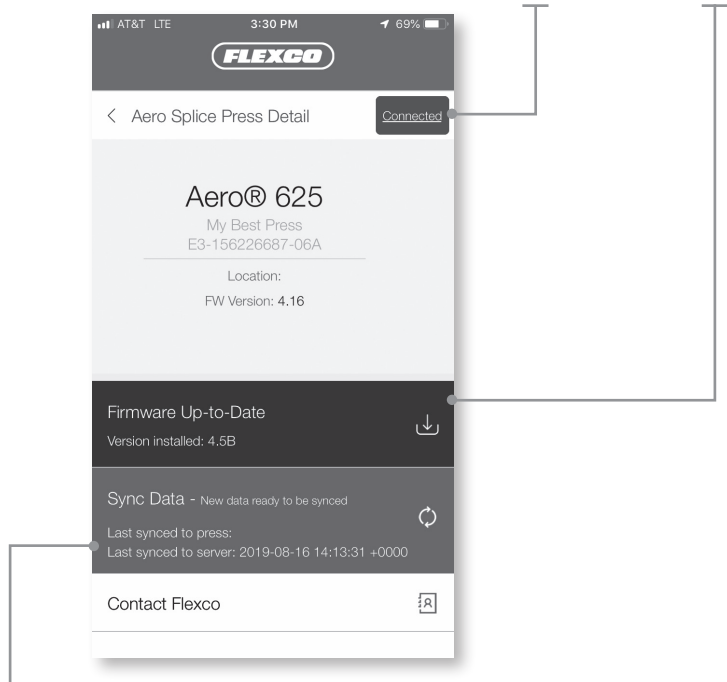 AT&T LTE 3:30 PM 69%
FLEXCO
Aero Splice Press Detail Connected
Aero® 625
My Best Press
E3-156226687-06A
Location:
FW Version: 4.16
Firmware Up-to-Date
Version installed: 4.5B
Sync Data - New data ready to be synced
Last synced to press:
Last synced to server: 2019-08-16 14:13:31 +0000
Contact Flexco